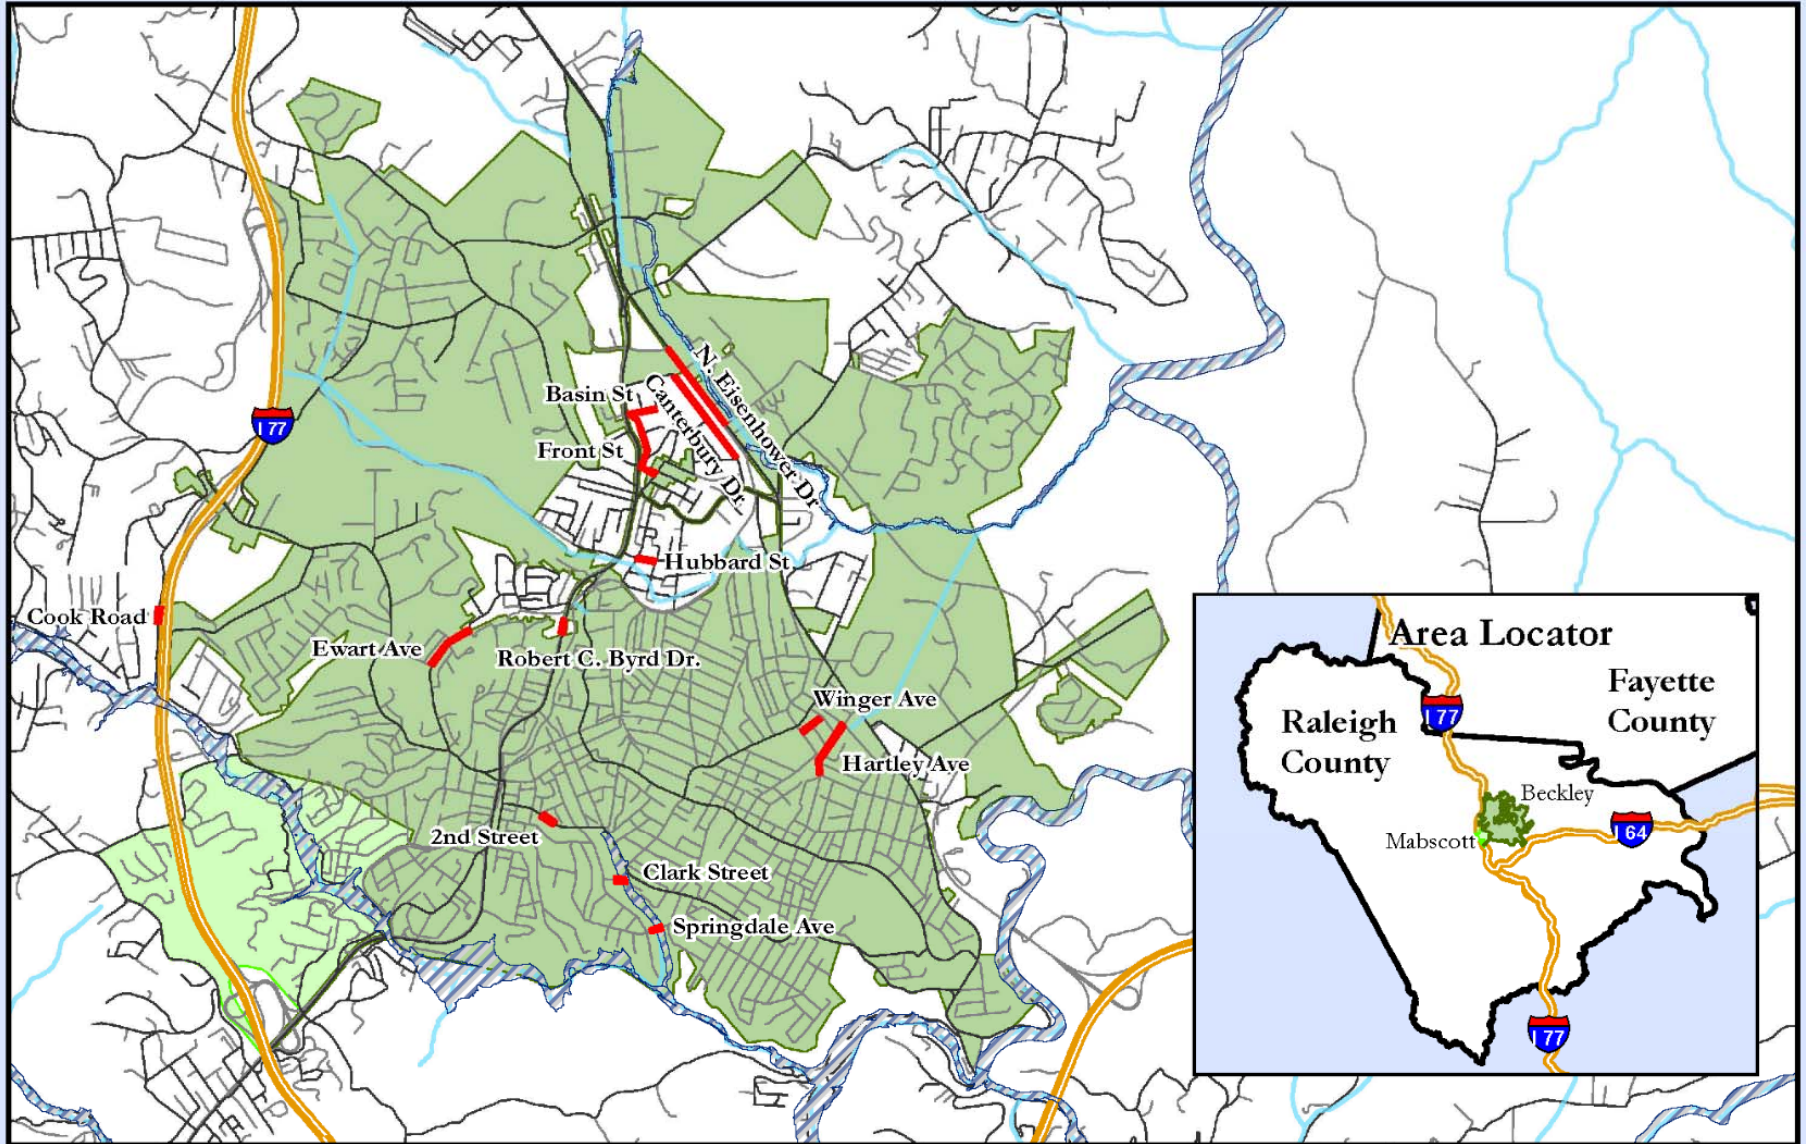 N. Eisenhower Dr
Canterbury Dr.
Basin St
Front St
I 77
Hubbard St
Cook Road
Ewart Ave
Robert C. Byrd Dr.
Winger Ave
Hartley Ave
2nd Street
Clark Street
Springdale Ave
Area Locator
Fayette
County
I 77
Raleigh
County
Beckley
Mabscott
I 64
I 77